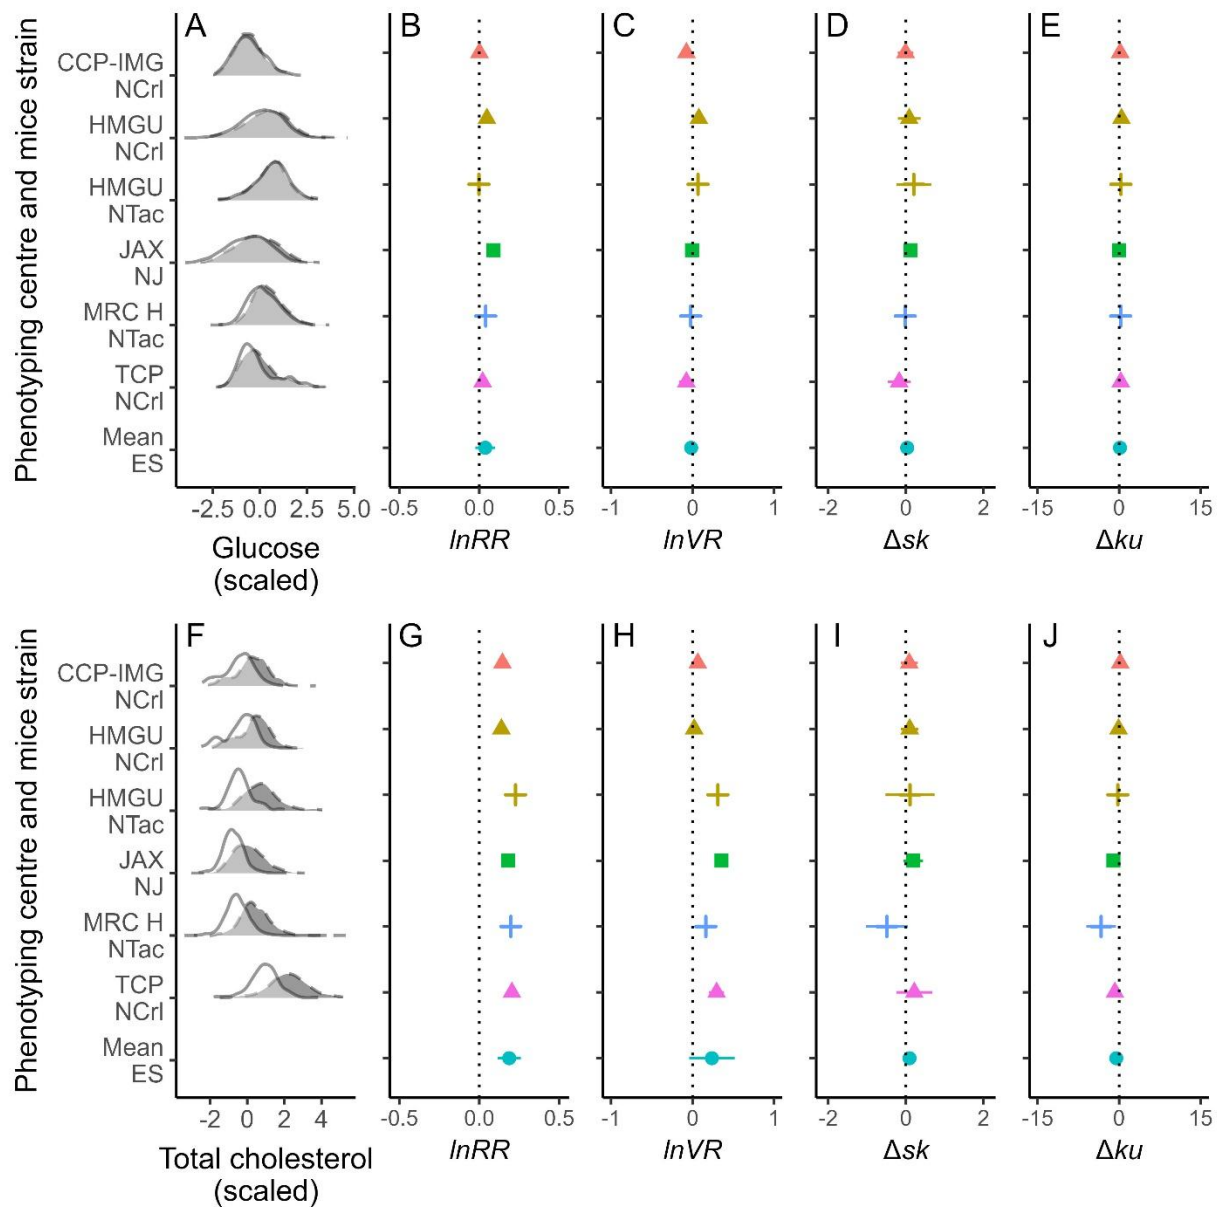 A
B
C
D
E
Phenotyping centre and mice strain
CCP-IMG
NCrl
HMGU
NCrl
HMGU
NTac
JAX
NJ
MRC H
NTac
TCP
NCrl
Mean
ES
-2.5 0.0 2.5 5.0
-0.5 0.0 0.5
-1 0 1
-2 0 2
-15 0 15
Glucose
(scaled)
lnRR
lnVR
Δsk
Δku
F
G
H
I
J
Phenotyping centre and mice strain
CCP-IMG
NCrl
HMGU
NCrl
HMGU
NTac
JAX
NJ
MRC H
NTac
TCP
NCrl
Mean
ES
-2 0 2 4
-0.5 0.0 0.5
-1 0 1
-2 0 2
-15 0 15
Total cholesterol
(scaled)
lnRR
lnVR
Δsk
Δku